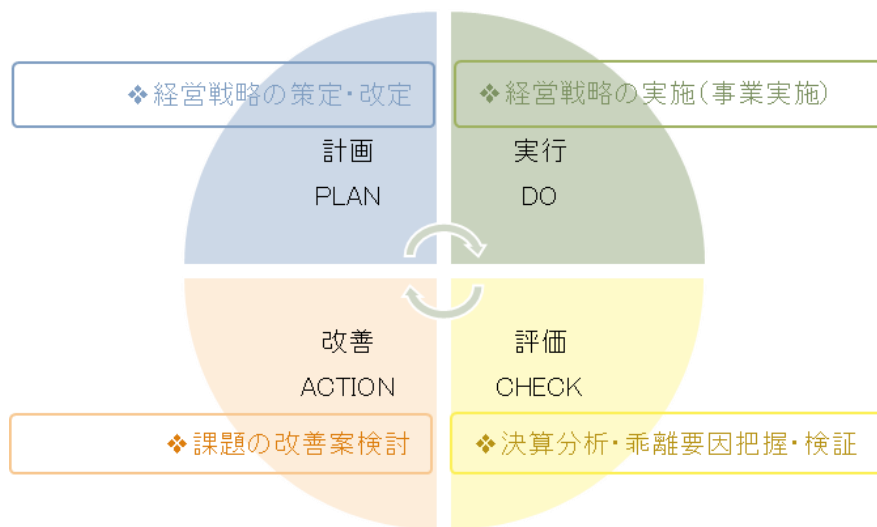 ❖経営戦略の策定・改定
❖経営戦略の実施(事業実施)
計画
PLAN
実行
DO
改善
ACTION
評価
CHECK
❖課題の改善案検討
❖決算分析・乖離要因把握・検証